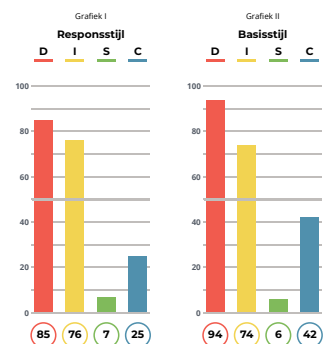 Grafiek I
Responsstijl
D I S C
100
80
60
40
20
0
85 76 7 25
Grafiek II
Basisstijl
D I S C
100
80
60
40
20
0
94 74 6 42